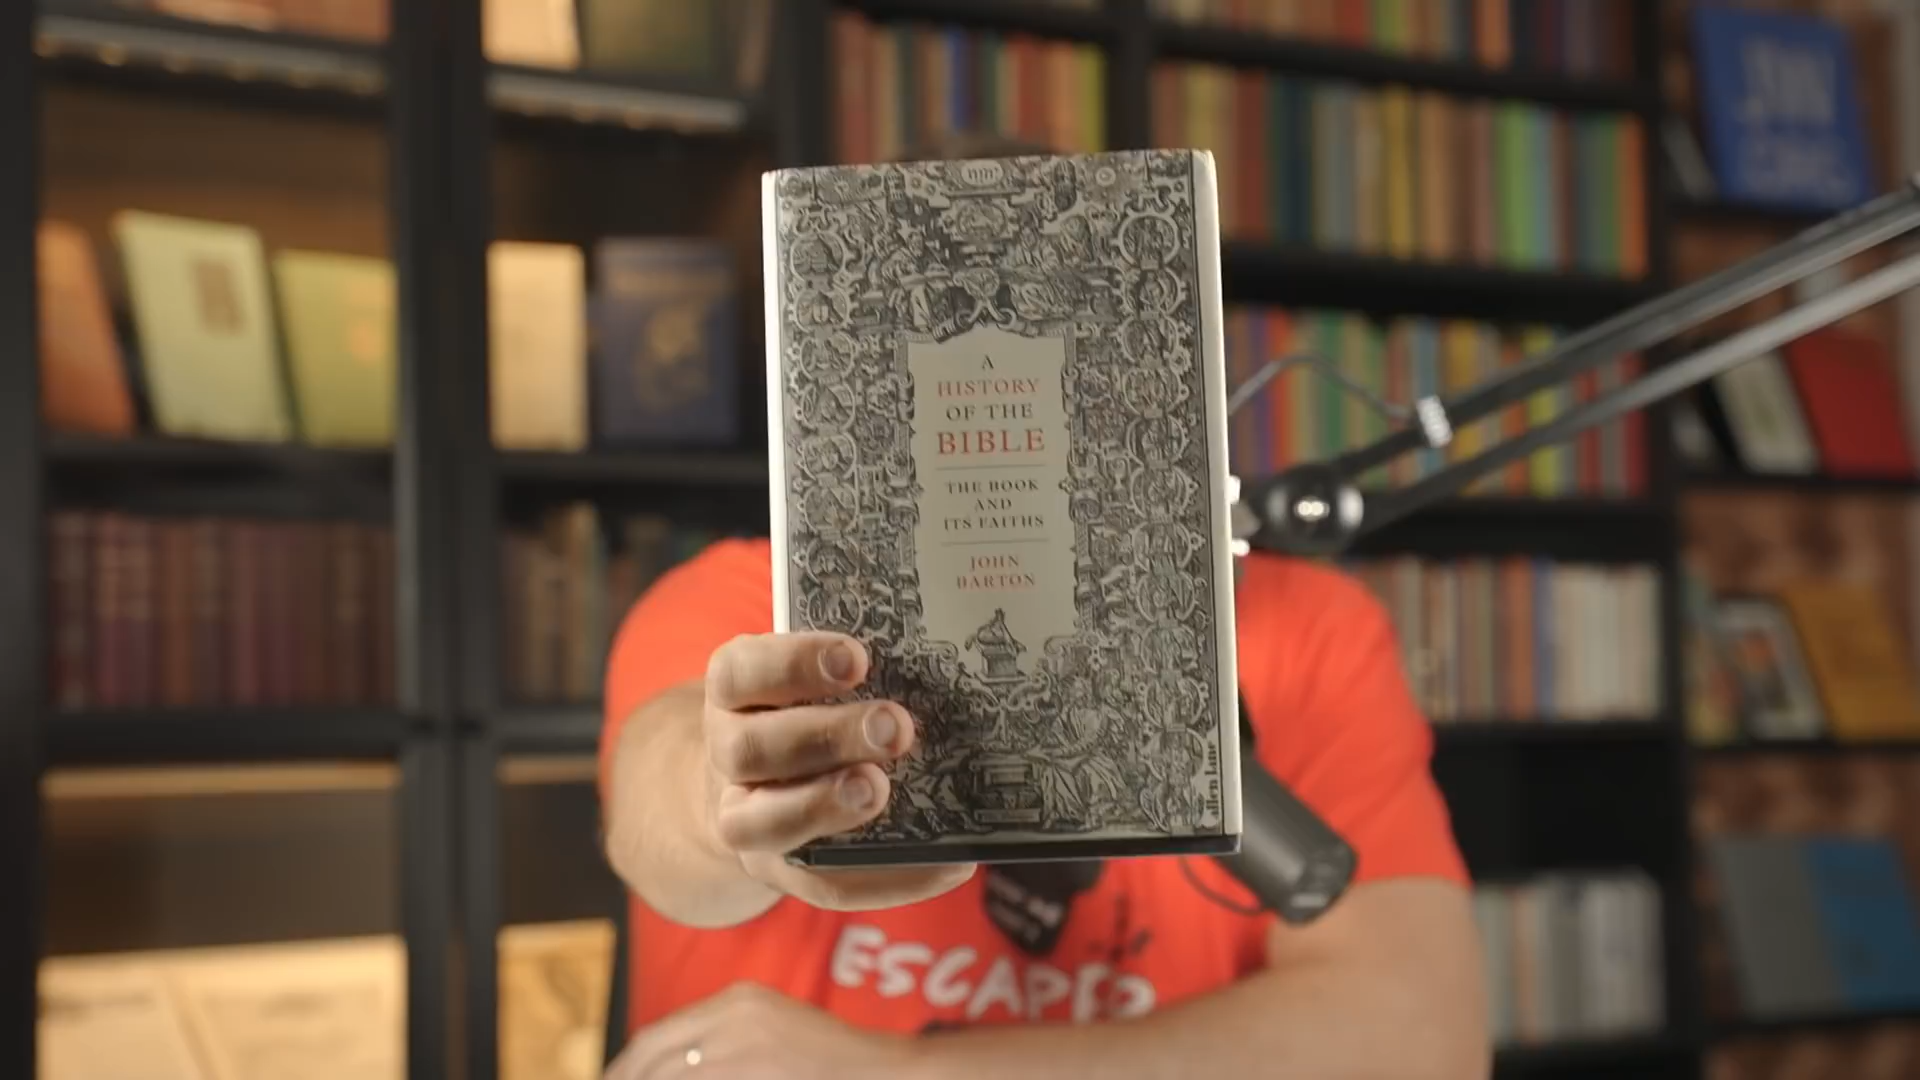 A
HISTORY
OF THE
BIBLE
THE BOOK
AND
ITS FAITHS
JOHN
BARTON
allen lane
ESCAPED